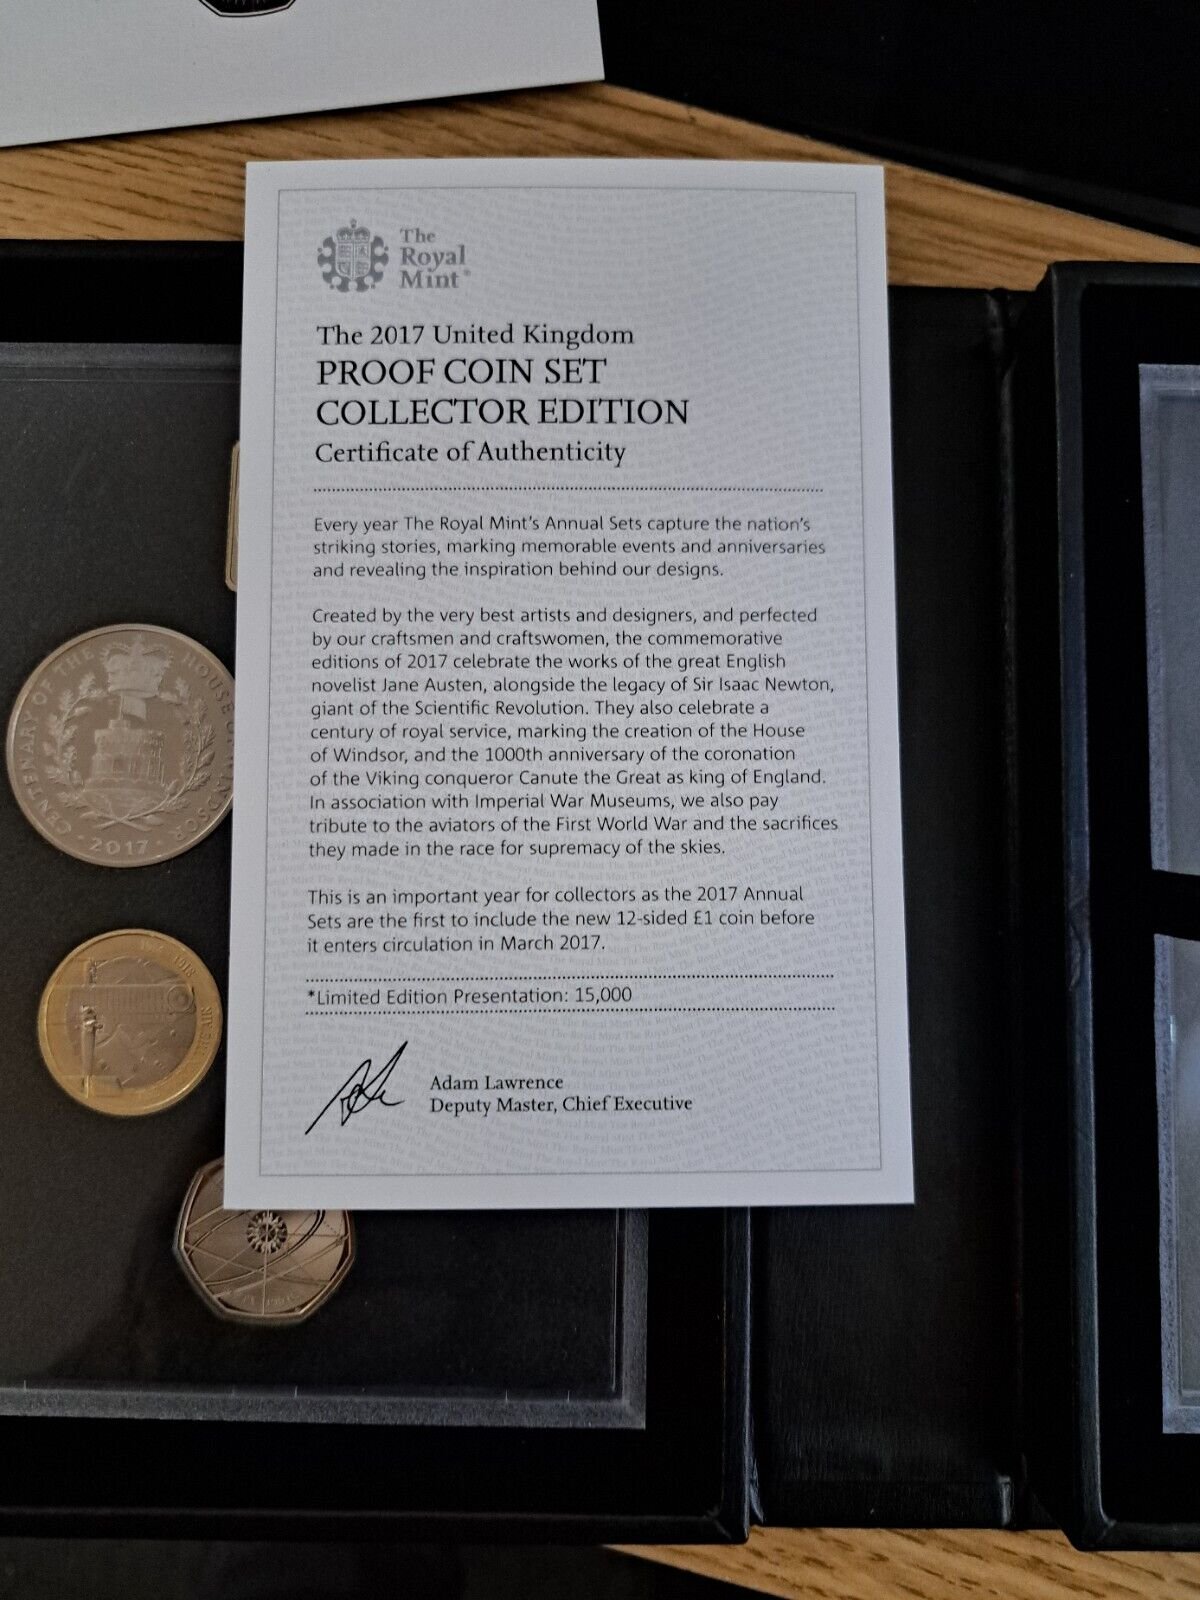 The
Royal
Mint®
The 2017 United Kingdom
PROOF COIN SET
COLLECTOR EDITION
Certificate of Authenticity
Every year The Royal Mint's Annual Sets capture the nation's
striking stories, marking memorable events and anniversaries
and revealing the inspiration behind our designs.
Created by the very best artists and designers, and perfected
by our craftsmen and craftswomen, the commemorative
editions of 2017 celebrate the works of the great English
novelist Jane Austen, alongside the legacy of Sir Isaac Newton,
giant of the Scientific Revolution. They also celebrate a
century of royal service, marking the creation of the House
of Windsor, and the 1000th anniversary of the coronation
of the Viking conqueror Canute the Great as king of England.
In association with Imperial War Museums, we also pay
tribute to the aviators of the First World War and the sacrifices
they made in the race for supremacy of the skies.
This is an important year for collectors as the 2017 Annual
Sets are the first to include the new 12-sided £1 coin before
it enters circulation in March 2017.
*Limited Edition Presentation: 15,000
Adam Lawrence
Deputy Master, Chief Executive
CENTENARY OF THE HOUSE OF WINDSOR
· 2017 ·
1918